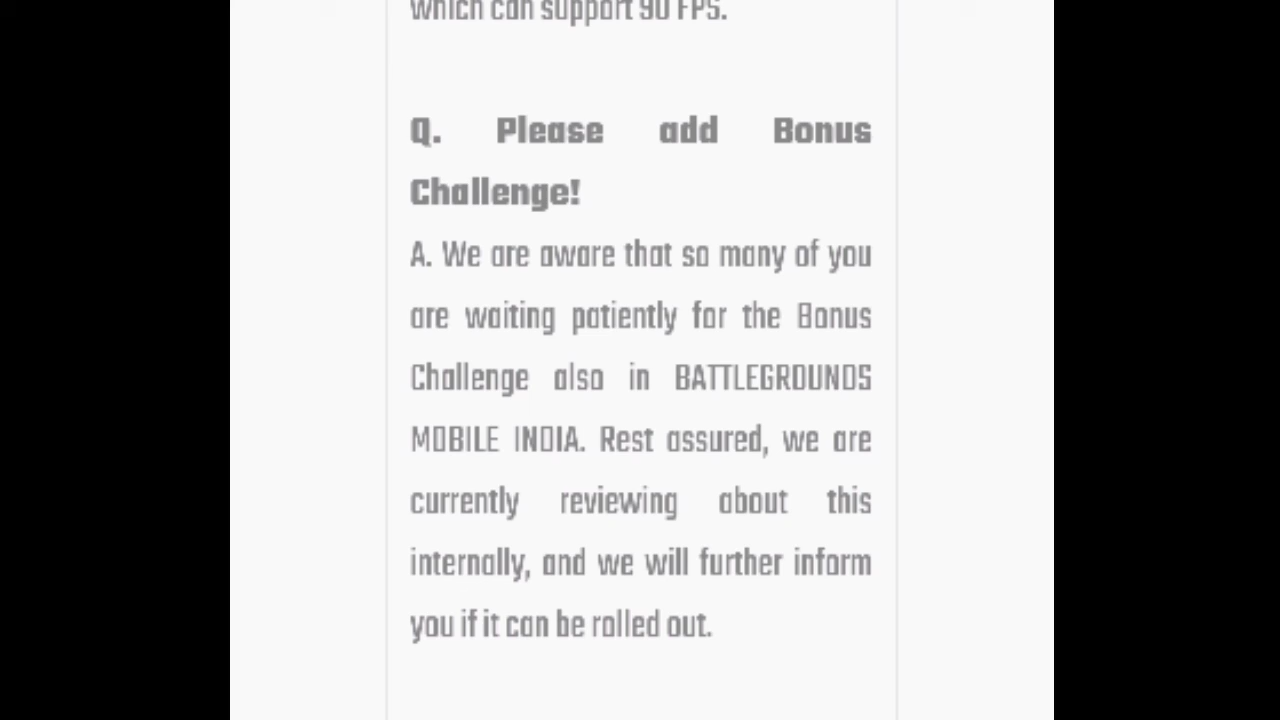 which can support 90 FPS.
Q. Please add Bonus
Challenge!
A. We are aware that so many of you
are waiting patiently for the Bonus
Challenge also in BATTLEGROUNDS
MOBILE INDIA. Rest assured, we are
currently reviewing about this
internally, and we will further inform
you if it can be rolled out.